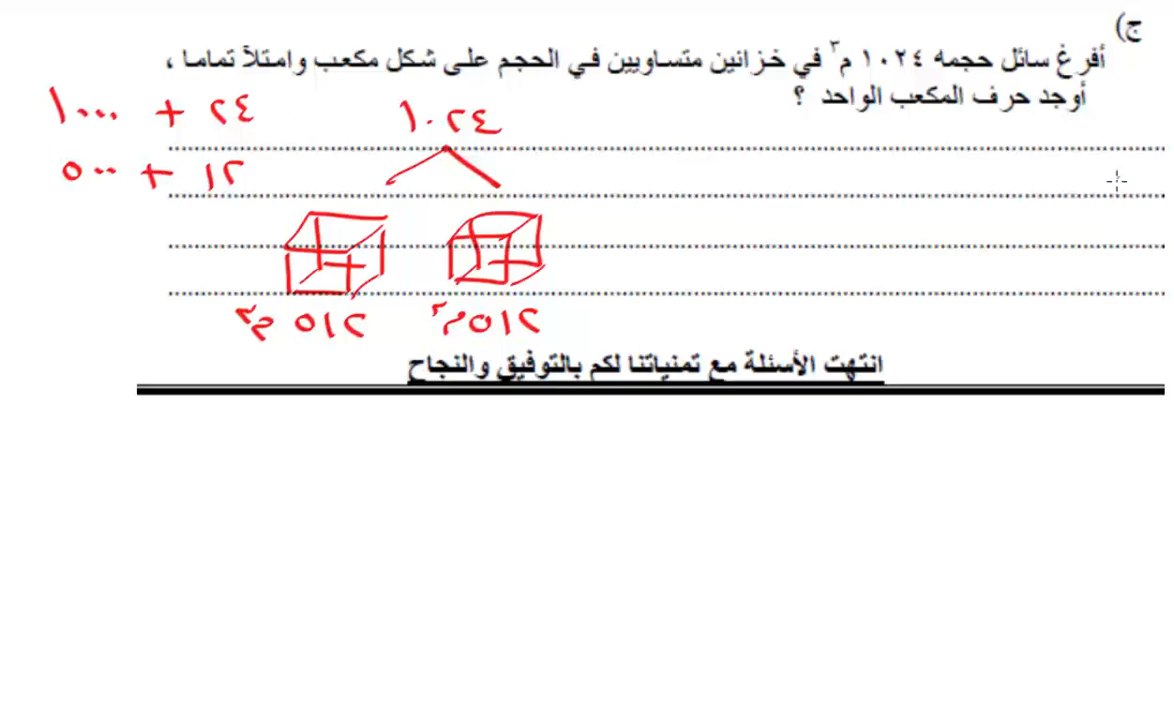 ج)
أفرغ سائل حجمه ١٠٢٤ م٣ في خزانين متساويين في الحجم على شكل مكعب وامتلآ تماما ،
أوجد حرف المكعب الواحد ؟
١٠٢٤
١٠٠٠ + ٢٤
٥٠٠ + ١٢
٥١٢ م٣
٥١٢ م٣
انتهت الأسئلة مع تمنياتنا لكم بالتوفيق والنجاح